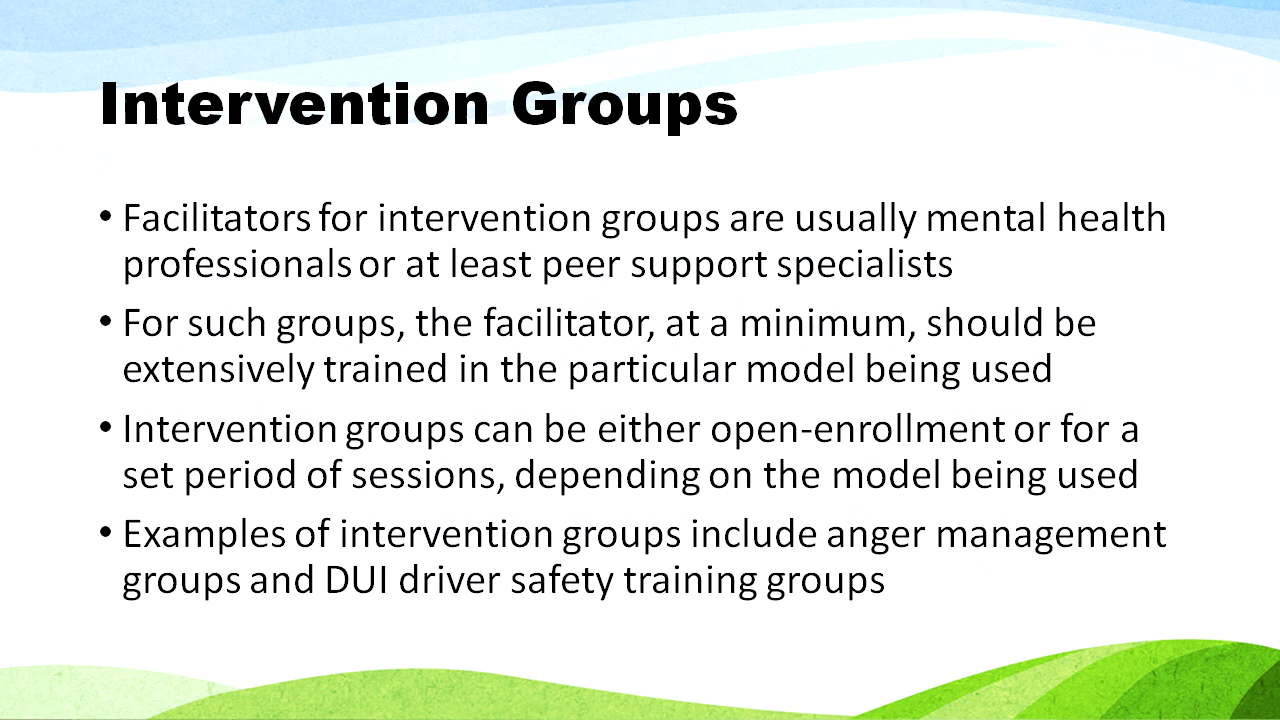 Intervention Groups
• Facilitators for intervention groups are usually mental health
professionals or at least peer support specialists
• For such groups, the facilitator, at a minimum, should be
extensively trained in the particular model being used
• Intervention groups can be either open-enrollment or for a
set period of sessions, depending on the model being used
• Examples of intervention groups include anger management
groups and DUI driver safety training groups